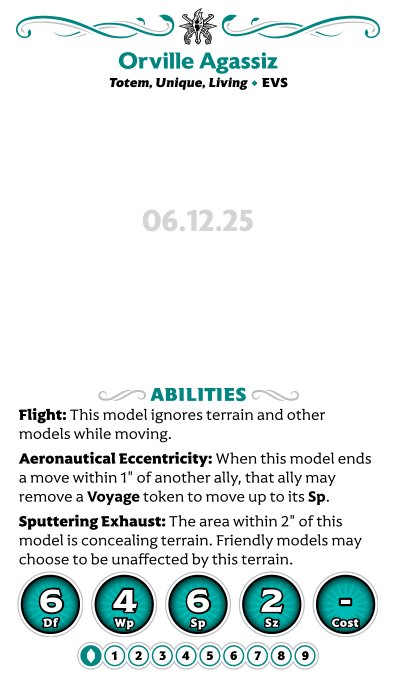 Orville Agassiz
Totem, Unique, Living ♦ EVS
06.12.25
ABILITIES
Flight: This model ignores terrain and other
models while moving.
Aeronautical Eccentricity: When this model ends
a move within 1" of another ally, that ally may
remove a Voyage token to move up to its Sp.
Sputtering Exhaust: The area within 2" of this
model is concealing terrain. Friendly models may
choose to be unaffected by this terrain.
6 4 6 2 -
Df Wp Sp Sz Cost
1 2 3 4 5 6 7 8 9